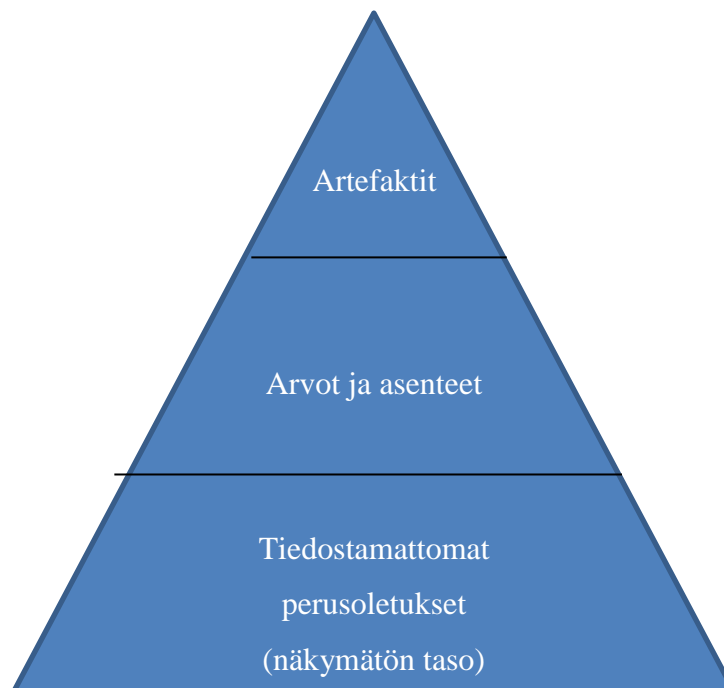 Artefaktit
Arvot ja asenteet
Tiedostamattomat
perusoletukset
(näkymätön taso)